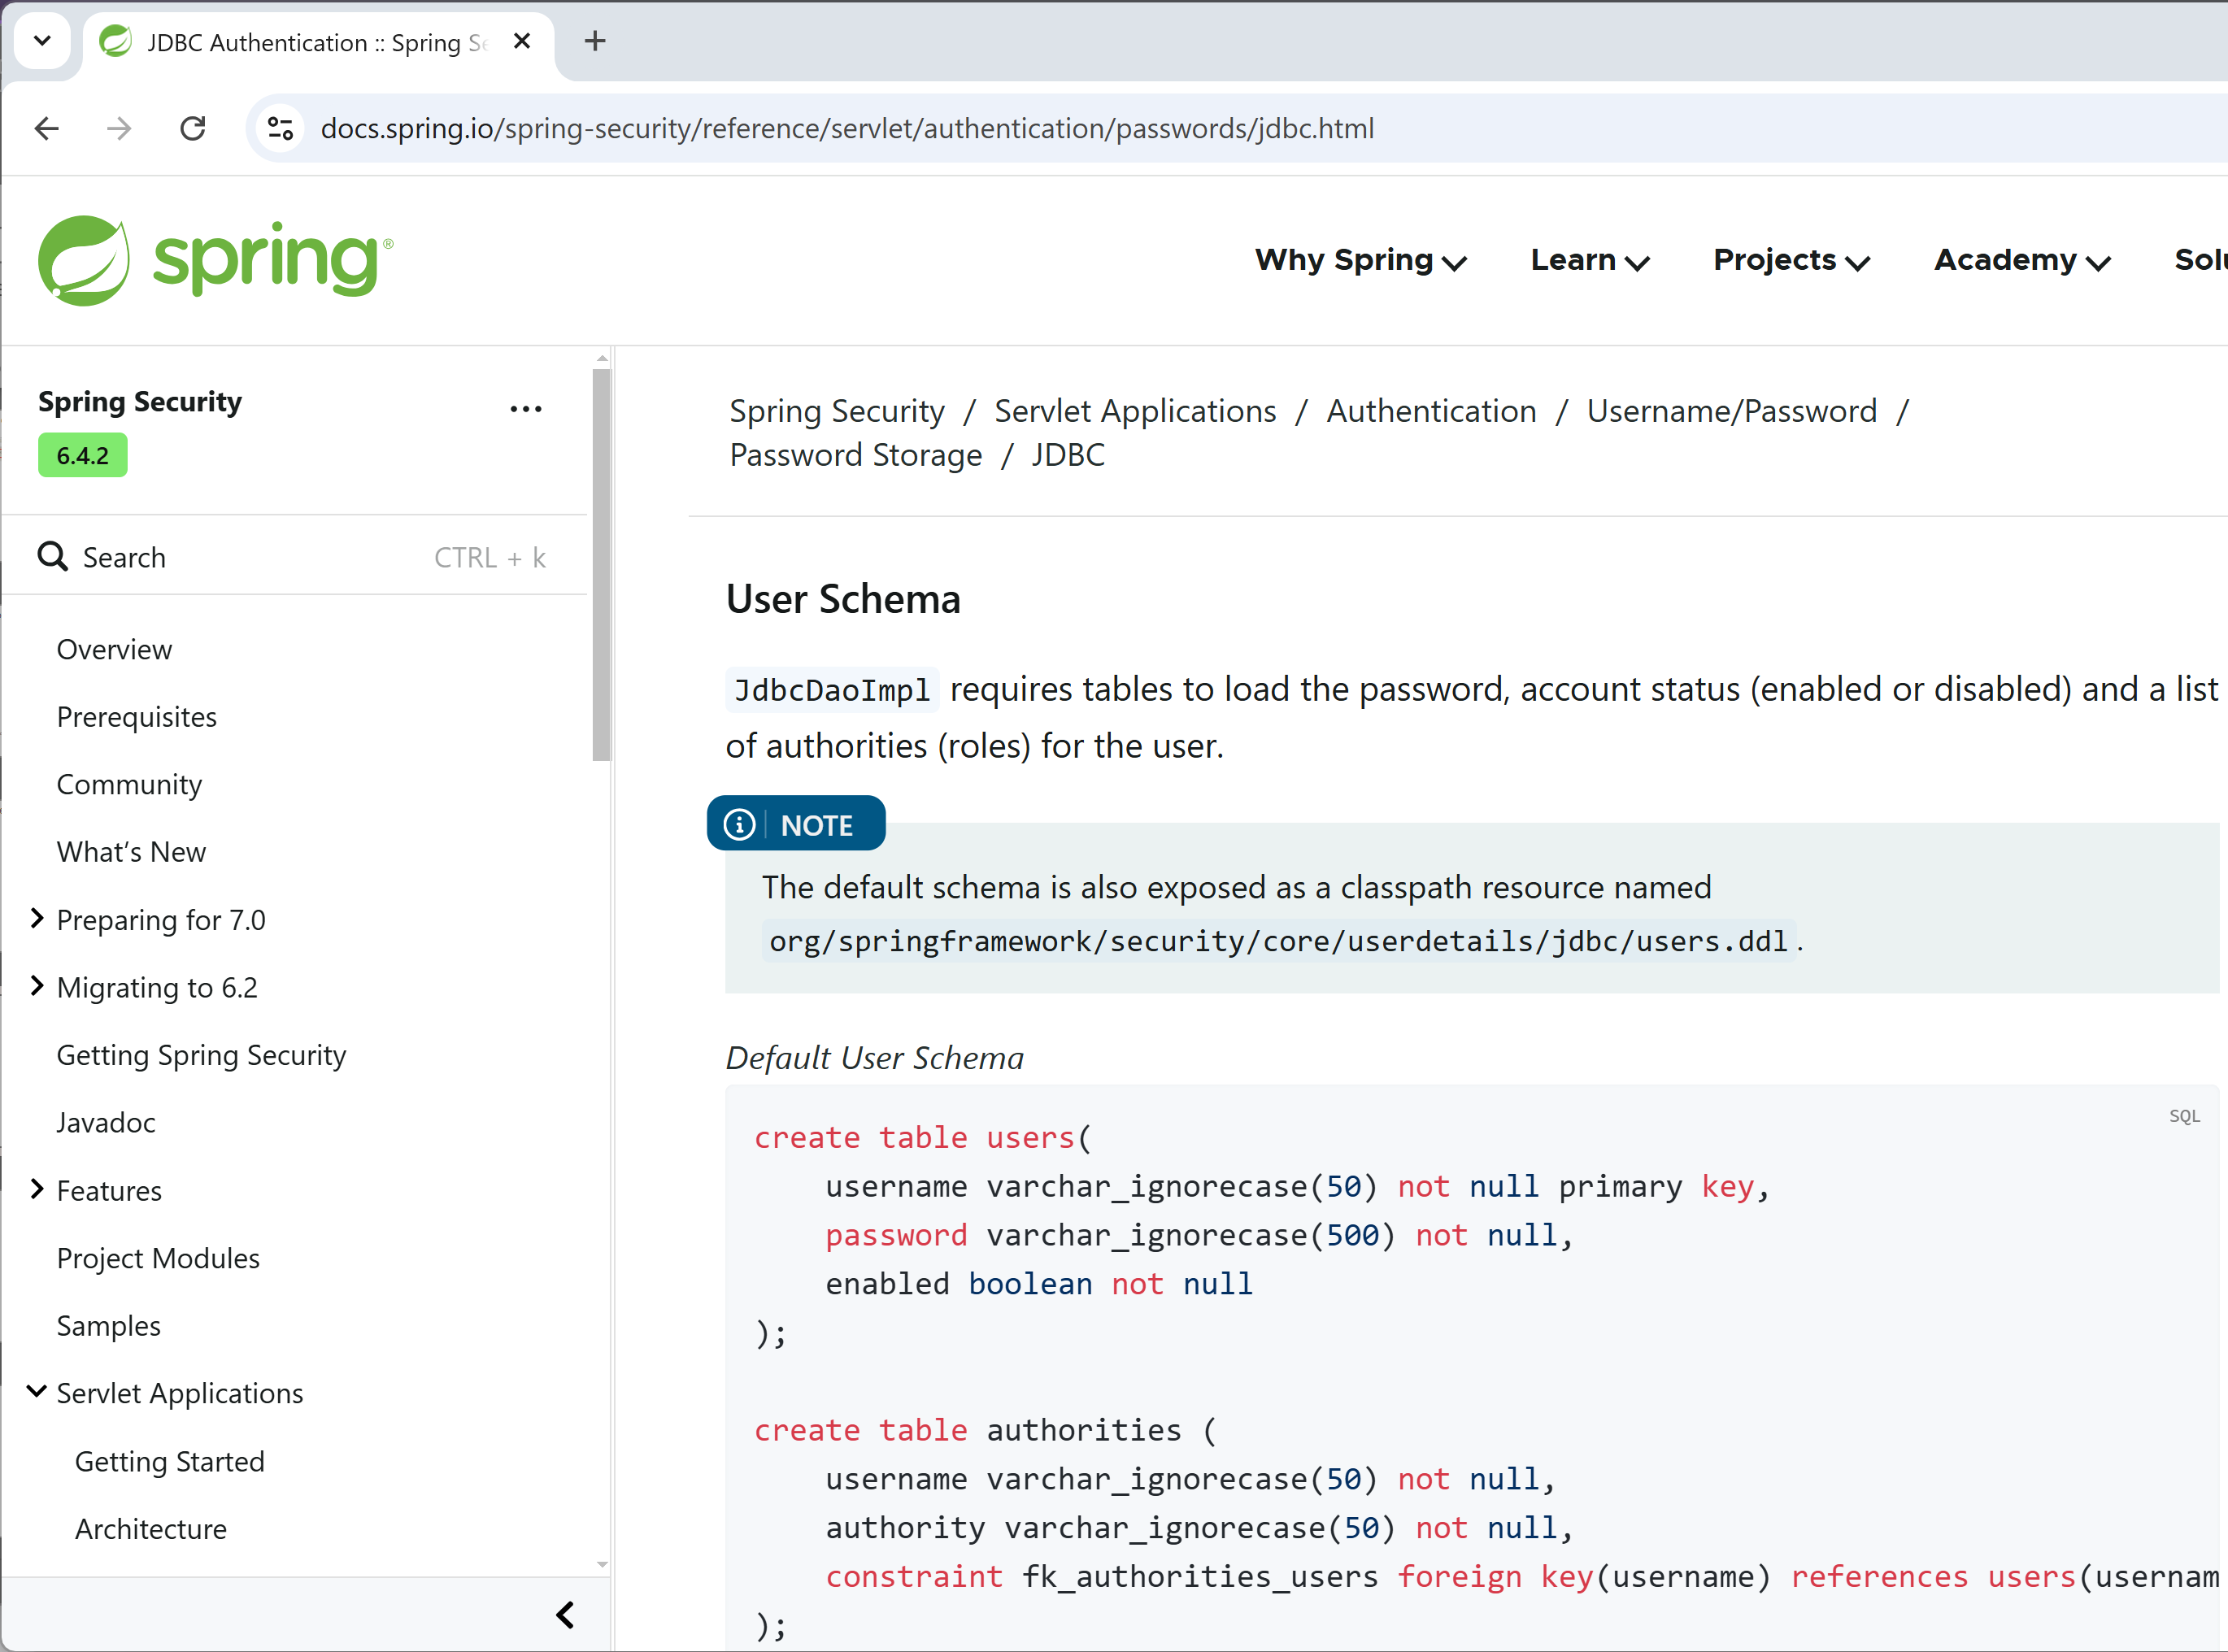 JDBC Authentication :: Spring Se
docs.spring.io/spring-security/reference/servlet/authentication/passwords/jdbc.html
spring®
Why Spring
Learn
Projects
Academy
Spring Security
6.4.2
Search CTRL + k
Overview
Prerequisites
Community
What's New
Preparing for 7.0
Migrating to 6.2
Getting Spring Security
Javadoc
Features
Project Modules
Samples
Servlet Applications
Getting Started
Architecture
Spring Security / Servlet Applications / Authentication / Username/Password /
Password Storage / JDBC
User Schema
JdbcDaoImpl requires tables to load the password, account status (enabled or disabled) and a list
of authorities (roles) for the user.
NOTE
The default schema is also exposed as a classpath resource named
org/springframework/security/core/userdetails/jdbc/users.ddl.
Default User Schema
SQL
create table users(
username varchar_ignorecase(50) not null primary key,
password varchar_ignorecase(500) not null,
enabled boolean not null
);
create table authorities (
username varchar_ignorecase(50) not null,
authority varchar_ignorecase(50) not null,
constraint fk_authorities_users foreign key(username) references users(usernam
);